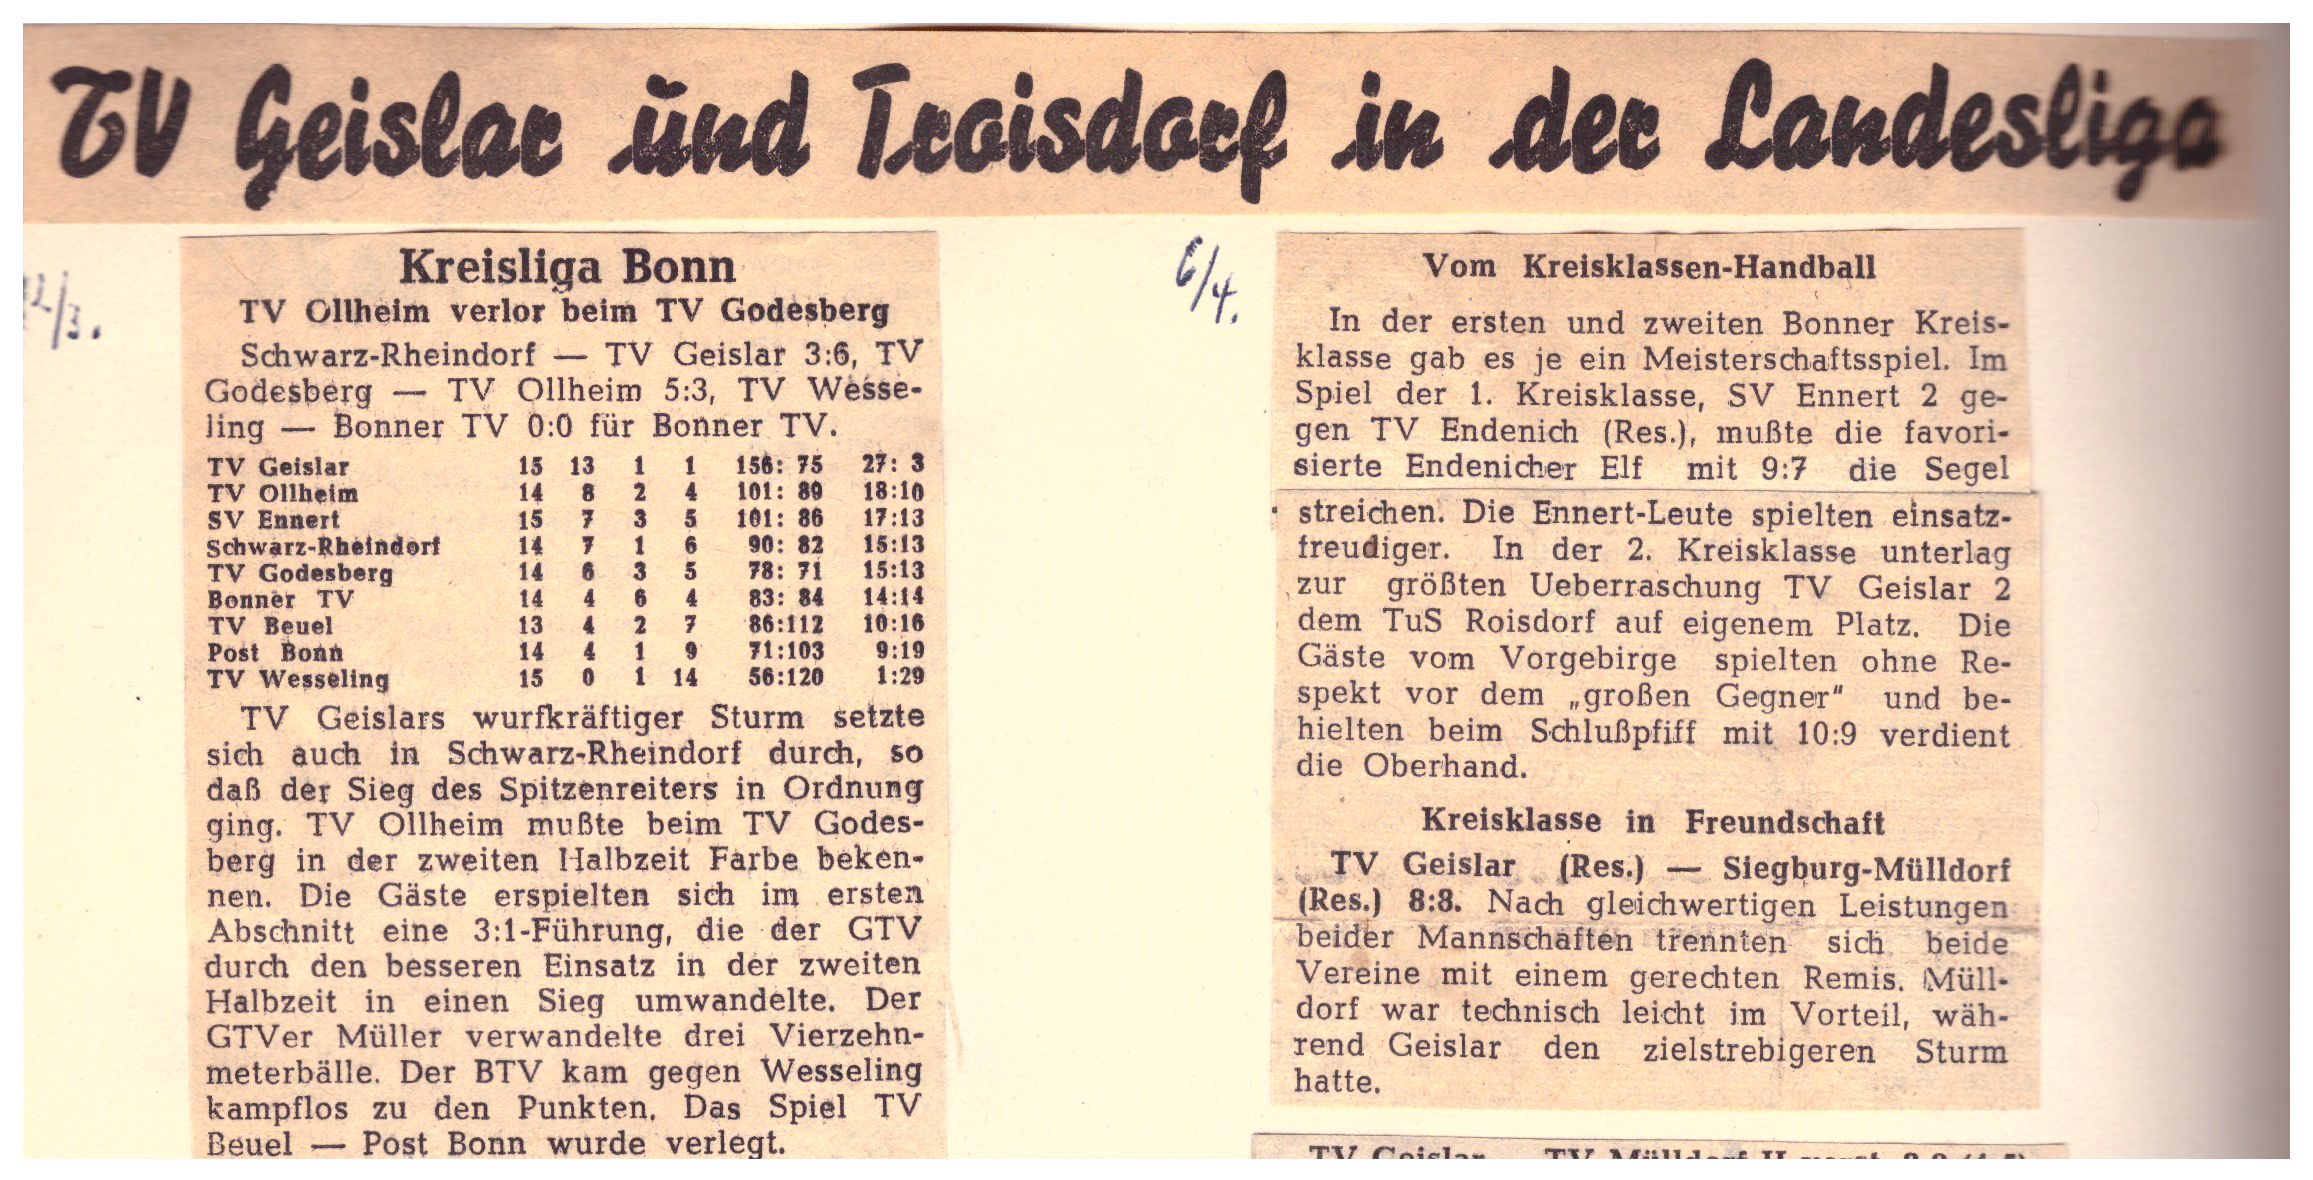 TV Geislar und Troisdorf in der Landesliga
12/3.
Kreisliga Bonn
TV Ollheim verlor beim TV Godesberg
Schwarz-Rheindorf — TV Geislar 3:6, TV
Godesberg — TV Ollheim 5:3, TV Wesse-
ling — Bonner TV 0:0 für Bonner TV.
TV Geislar 15 13 1 1 156: 75 27: 3
TV Ollheim 14 8 2 4 101: 89 18:10
SV Ennert 15 7 3 5 101: 86 17:13
Schwarz-Rheindorf 14 7 1 6 90: 82 15:13
TV Godesberg 14 6 3 5 78: 71 15:13
Bonner TV 14 4 6 4 83: 84 14:14
TV Beuel 13 4 2 7 86:112 10:16
Post Bonn 14 4 1 9 71:103 9:19
TV Wesseling 15 0 1 14 56:120 1:29
TV Geislars wurfkräftiger Sturm setzte
sich auch in Schwarz-Rheindorf durch, so
daß der Sieg des Spitzenreiters in Ordnung
ging. TV Ollheim mußte beim TV Godes-
berg in der zweiten Halbzeit Farbe beken-
nen. Die Gäste erspielten sich im ersten
Abschnitt eine 3:1-Führung, die der GTV
durch den besseren Einsatz in der zweiten
Halbzeit in einen Sieg umwandelte. Der
GTVer Müller verwandelte drei Vierzehn-
meterbälle. Der BTV kam gegen Wesseling
kampflos zu den Punkten. Das Spiel TV
Beuel — Post Bonn wurde verlegt.
6/4.
Vom Kreisklassen-Handball
In der ersten und zweiten Bonner Kreis-
klasse gab es je ein Meisterschaftsspiel. Im
Spiel der 1. Kreisklasse, SV Ennert 2 ge-
gen TV Endenich (Res.), mußte die favori-
sierte Endenicher Elf mit 9:7 die Segel
streichen. Die Ennert-Leute spielten einsatz-
freudiger. In der 2. Kreisklasse unterlag
zur größten Ueberraschung TV Geislar 2
dem TuS Roisdorf auf eigenem Platz. Die
Gäste vom Vorgebirge spielten ohne Re-
spekt vor dem „großen Gegner" und be-
hielten beim Schlußpfiff mit 10:9 verdient
die Oberhand.
Kreisklasse in Freundschaft
TV Geislar (Res.) — Siegburg-Mülldorf
(Res.) 8:8. Nach gleichwertigen Leistungen
beider Mannschaften trennten sich beide
Vereine mit einem gerechten Remis. Müll-
dorf war technisch leicht im Vorteil, wäh-
rend Geislar den zielstrebigeren Sturm
hatte.
TV Geislar — TV Mülldorf II